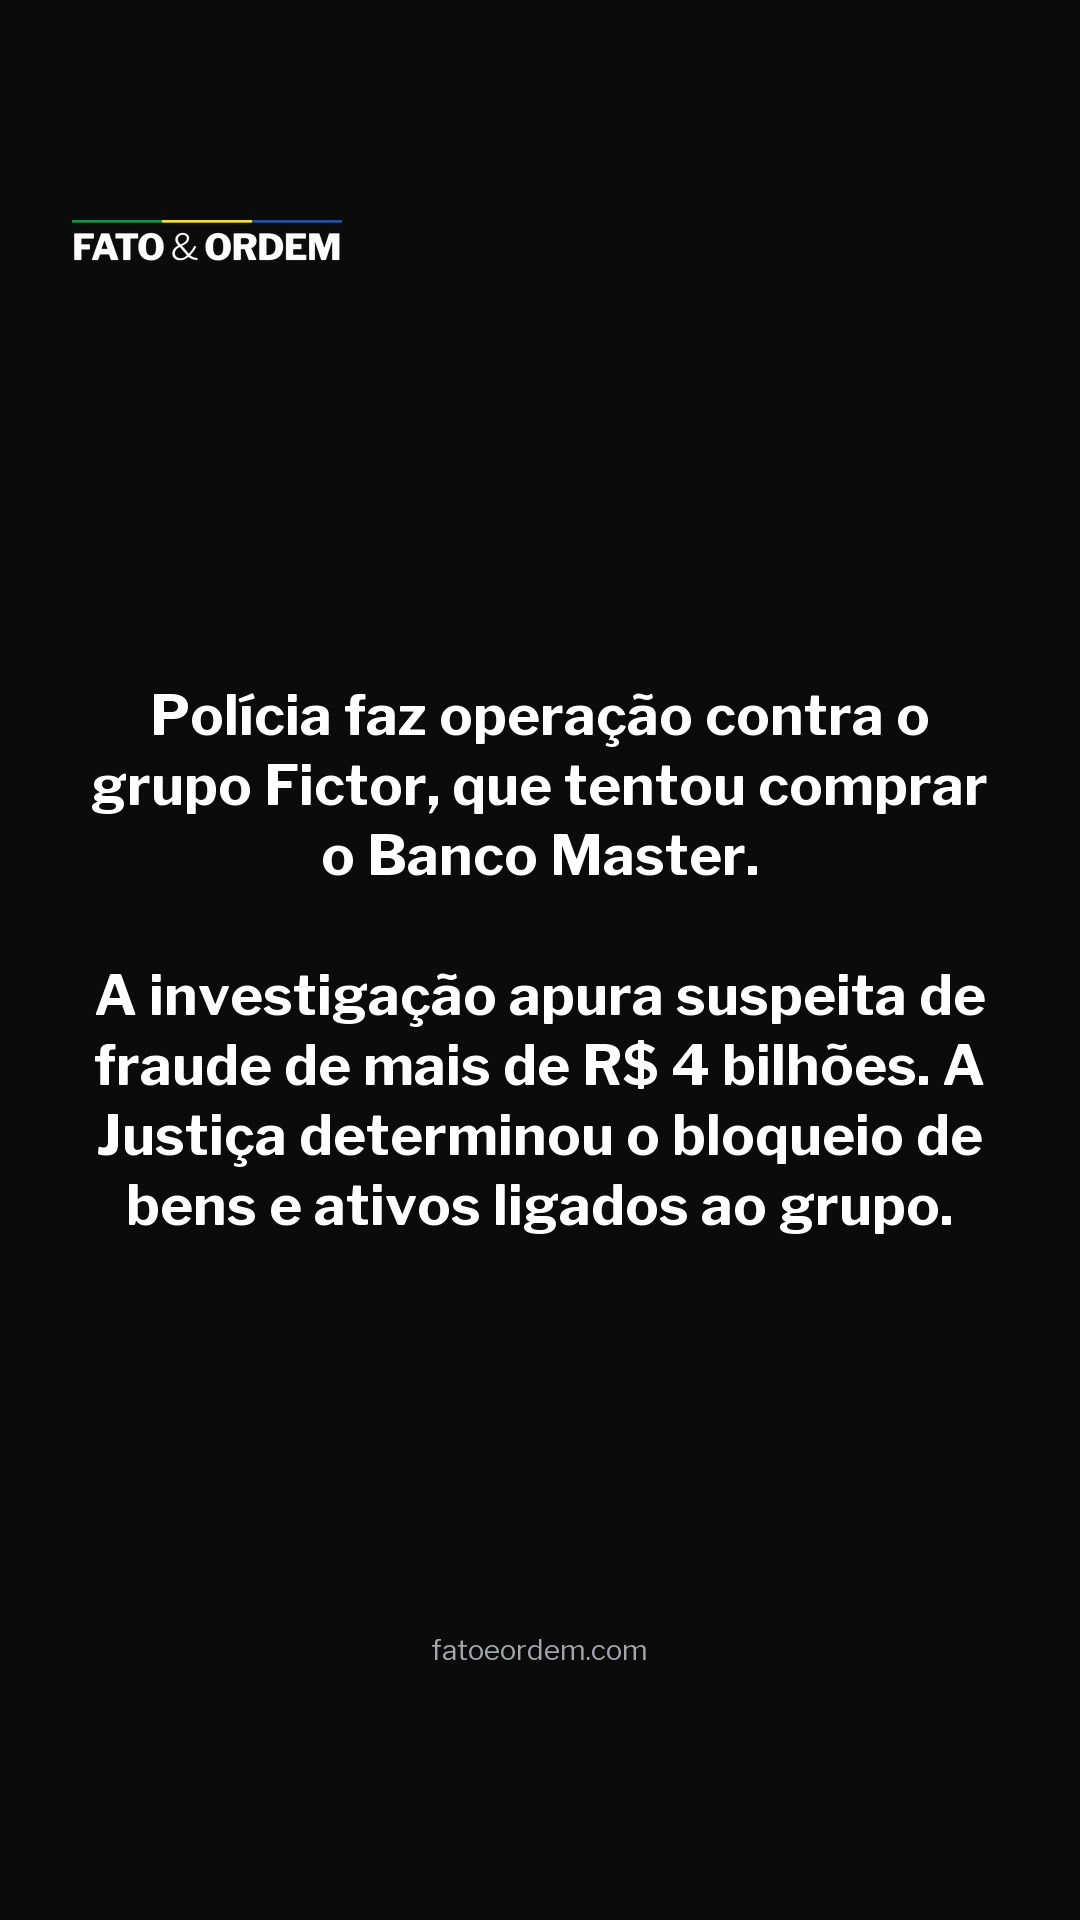 FATO & ORDEM
Polícia faz operação contra o
grupo Fictor, que tentou comprar
o Banco Master.
A investigação apura suspeita de
fraude de mais de R$ 4 bilhões. A
Justiça determinou o bloqueio de
bens e ativos ligados ao grupo.
fatoeordem.com